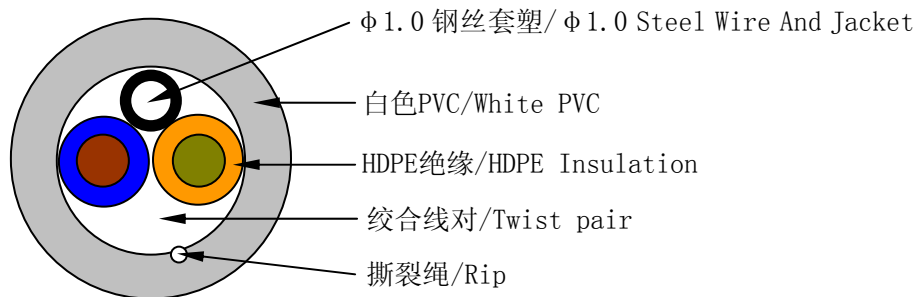 φ1.0 钢丝套塑/φ1.0 Steel Wire And Jacket
白色PVC/White PVC
HDPE绝缘/HDPE Insulation
绞合线对/Twist pair
撕裂绳/Rip